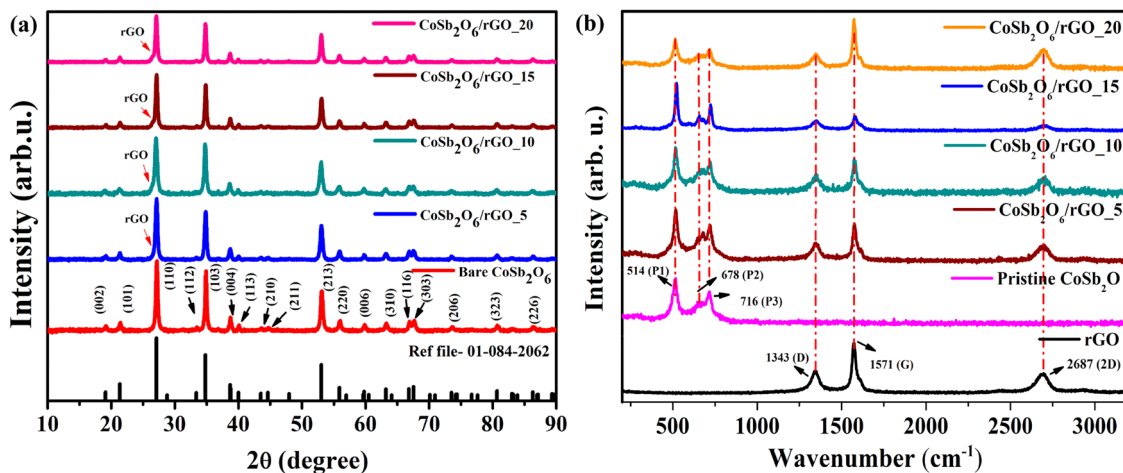 (a)
Intensity (arb.u.)
rGO
CoSb2O6/rGO_20
rGO
CoSb2O6/rGO_15
rGO
CoSb2O6/rGO_10
rGO
CoSb2O6/rGO_5
Bare CoSb2O6
(002)
(101)
(110)
(112)
(103)
(004)
(113)
(210)
(211)
(213)
(220)
(006)
(310)
(116)
(303)
(206)
(323)
(226)
Ref file- 01-084-2062
10 20 30 40 50 60 70 80 90
2θ (degree)
(b)
Intensity (arb. u.)
CoSb2O6/rGO_20
CoSb2O6/rGO_15
CoSb2O6/rGO_10
CoSb2O6/rGO_5
514 (P1)
678 (P2)
716 (P3)
Pristine CoSb2O
rGO
1343 (D)
1571 (G)
2687 (2D)
500 1000 1500 2000 2500 3000
Wavenumber (cm-1)